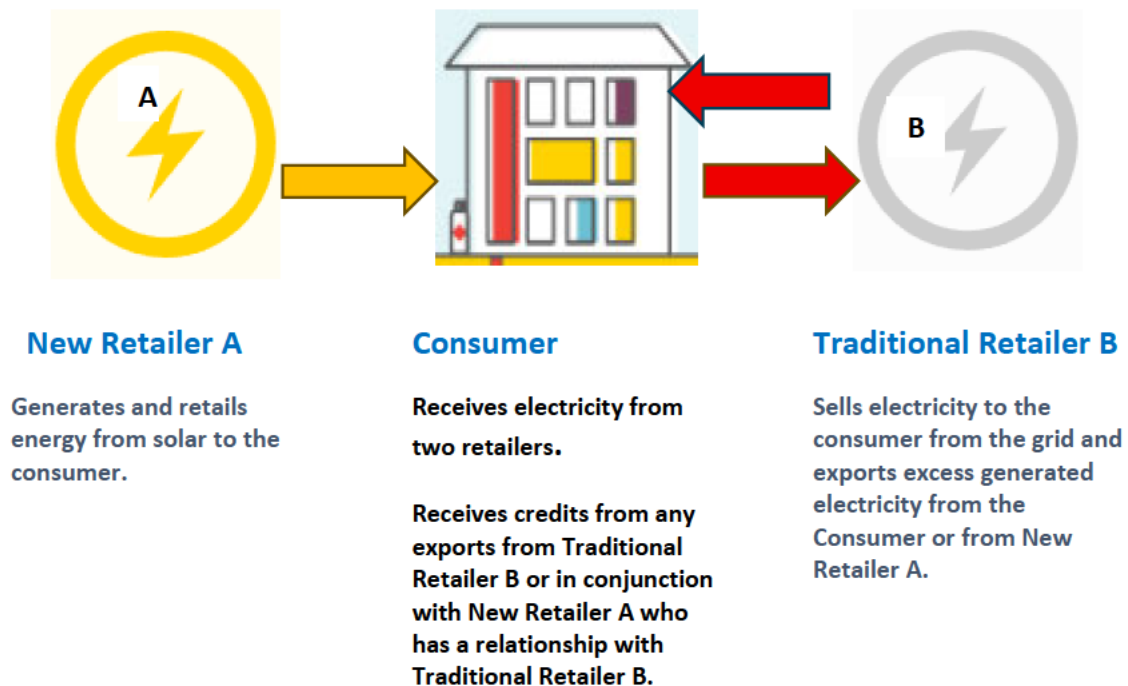 A
B
New Retailer A
Generates and retails
energy from solar to the
consumer.
Consumer
Receives electricity from
two retailers.
Receives credits from any
exports from Traditional
Retailer B or in conjunction
with New Retailer A who
has a relationship with
Traditional Retailer B.
Traditional Retailer B
Sells electricity to the
consumer from the grid and
exports excess generated
electricity from the
Consumer or from New
Retailer A.